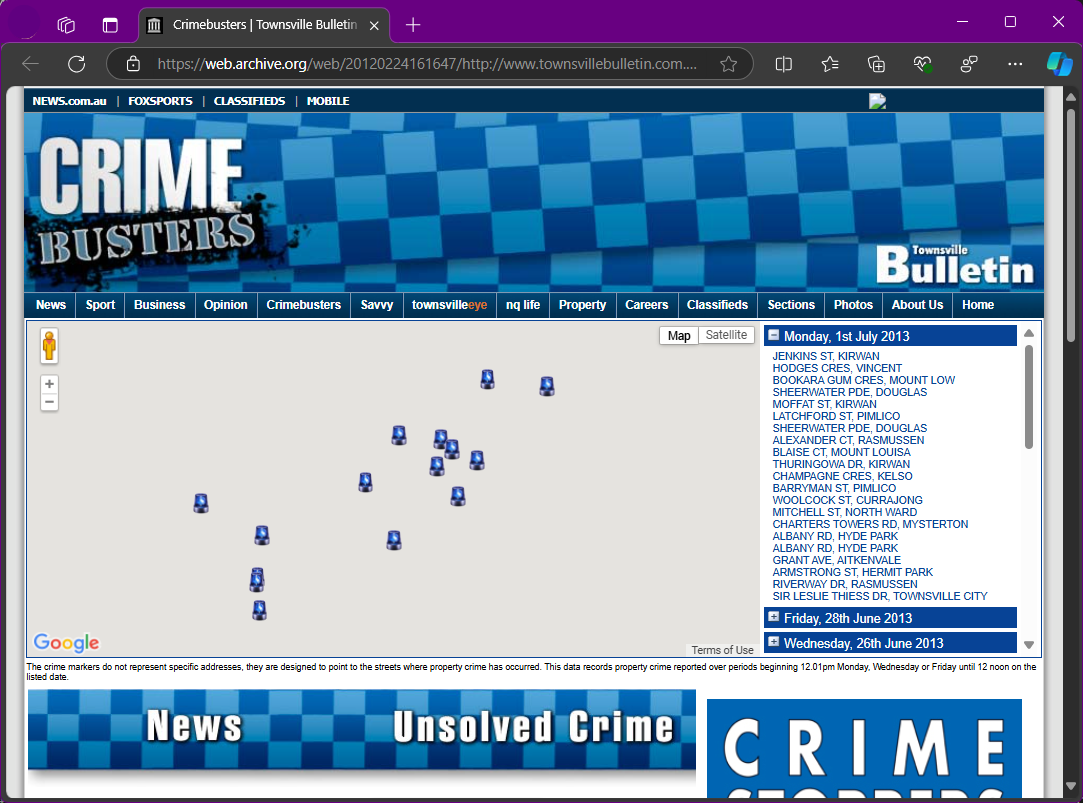 Crimebusters | Townsville Bulletin
https://web.archive.org/web/20120224161647/http://www.townsvillebulletin.com....
NEWS.com.au | FOXSPORTS | CLASSIFIEDS | MOBILE
CRIME
BUSTERS
Townsville
Bulletin
News Sport Business Opinion Crimebusters Savvy townsvilleeye nq life Property Careers Classifieds Sections Photos About Us Home
Map Satellite
Monday, 1st July 2013
JENKINS ST, KIRWAN
HODGES CRES, VINCENT
BOOKARA GUM CRES, MOUNT LOW
SHEERWATER PDE, DOUGLAS
MOFFAT ST, KIRWAN
LATCHFORD ST, PIMLICO
SHEERWATER PDE, DOUGLAS
ALEXANDER CT, RASMUSSEN
BLAISE CT, MOUNT LOUISA
THURINGOWA DR, KIRWAN
CHAMPAGNE CRES, KELSO
BARRYMAN ST, PIMLICO
WOOLCOCK ST, CURRAJONG
MITCHELL ST, NORTH WARD
CHARTERS TOWERS RD, MYSTERTON
ALBANY RD, HYDE PARK
ALBANY RD, HYDE PARK
GRANT AVE, AITKENVALE
ARMSTRONG ST, HERMIT PARK
RIVERWAY DR, RASMUSSEN
SIR LESLIE THIESS DR, TOWNSVILLE CITY
Friday, 28th June 2013
Wednesday, 26th June 2013
Google
Terms of Use
The crime markers do not represent specific addresses, they are designed to point to the streets where property crime has occurred. This data records property crime reported over periods beginning 12.01pm Monday, Wednesday or Friday until 12 noon on the
listed date.
News Unsolved Crime
CRIME
STOPPERS